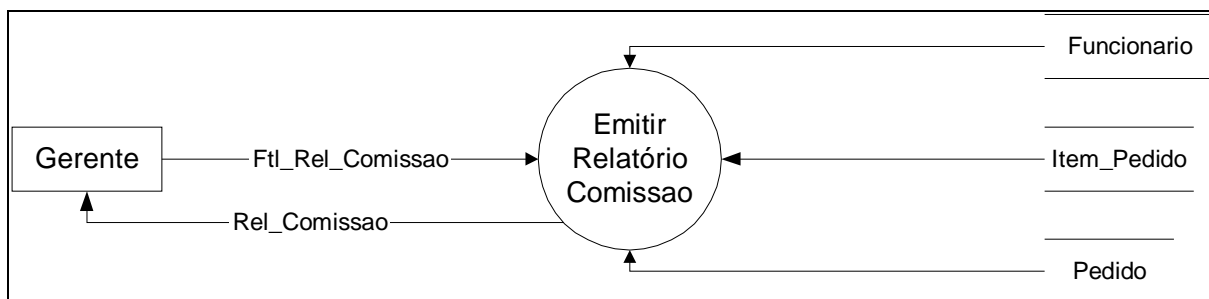 Funcionario
Gerente
Ftl_Rel_Comissao
Emitir
Relatório
Comissao
Item_Pedido
Rel_Comissao
Pedido